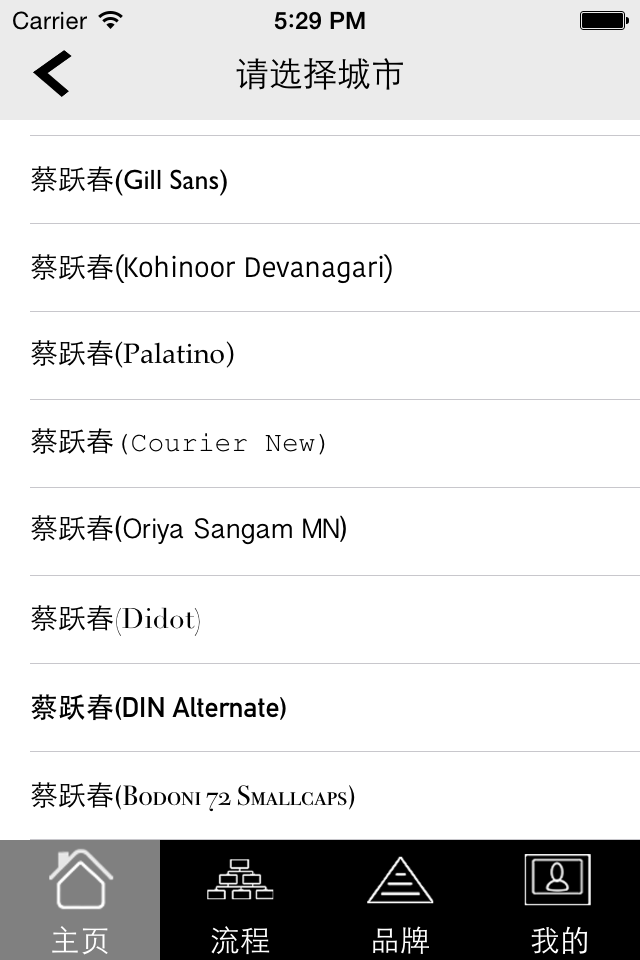 Carrier 5:29 PM
请选择城市
蔡跃春(Gill Sans)
蔡跃春(Kohinoor Devanagari)
蔡跃春(Palatino)
蔡跃春(Courier New)
蔡跃春(Oriya Sangam MN)
蔡跃春(Didot)
蔡跃春(DIN Alternate)
蔡跃春(Bodoni 72 Smallcaps)
主页 流程 品牌 我的